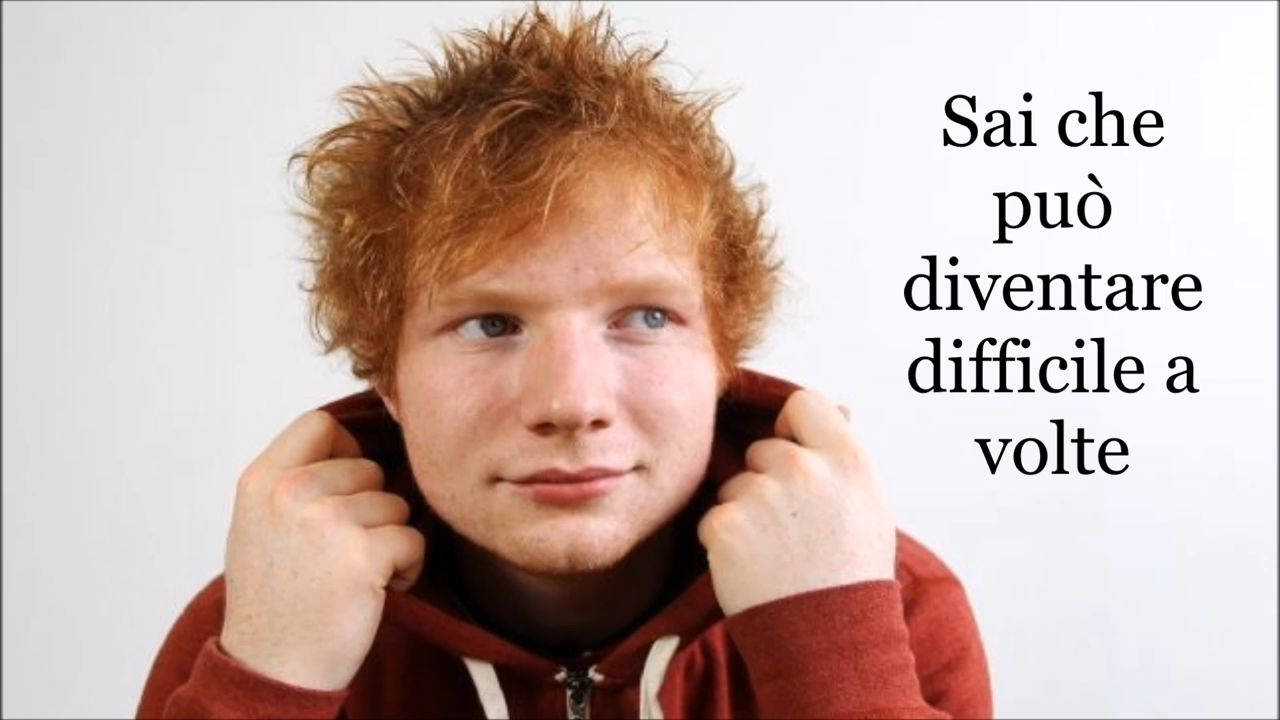 Sai che
può
diventare
difficile a
volte